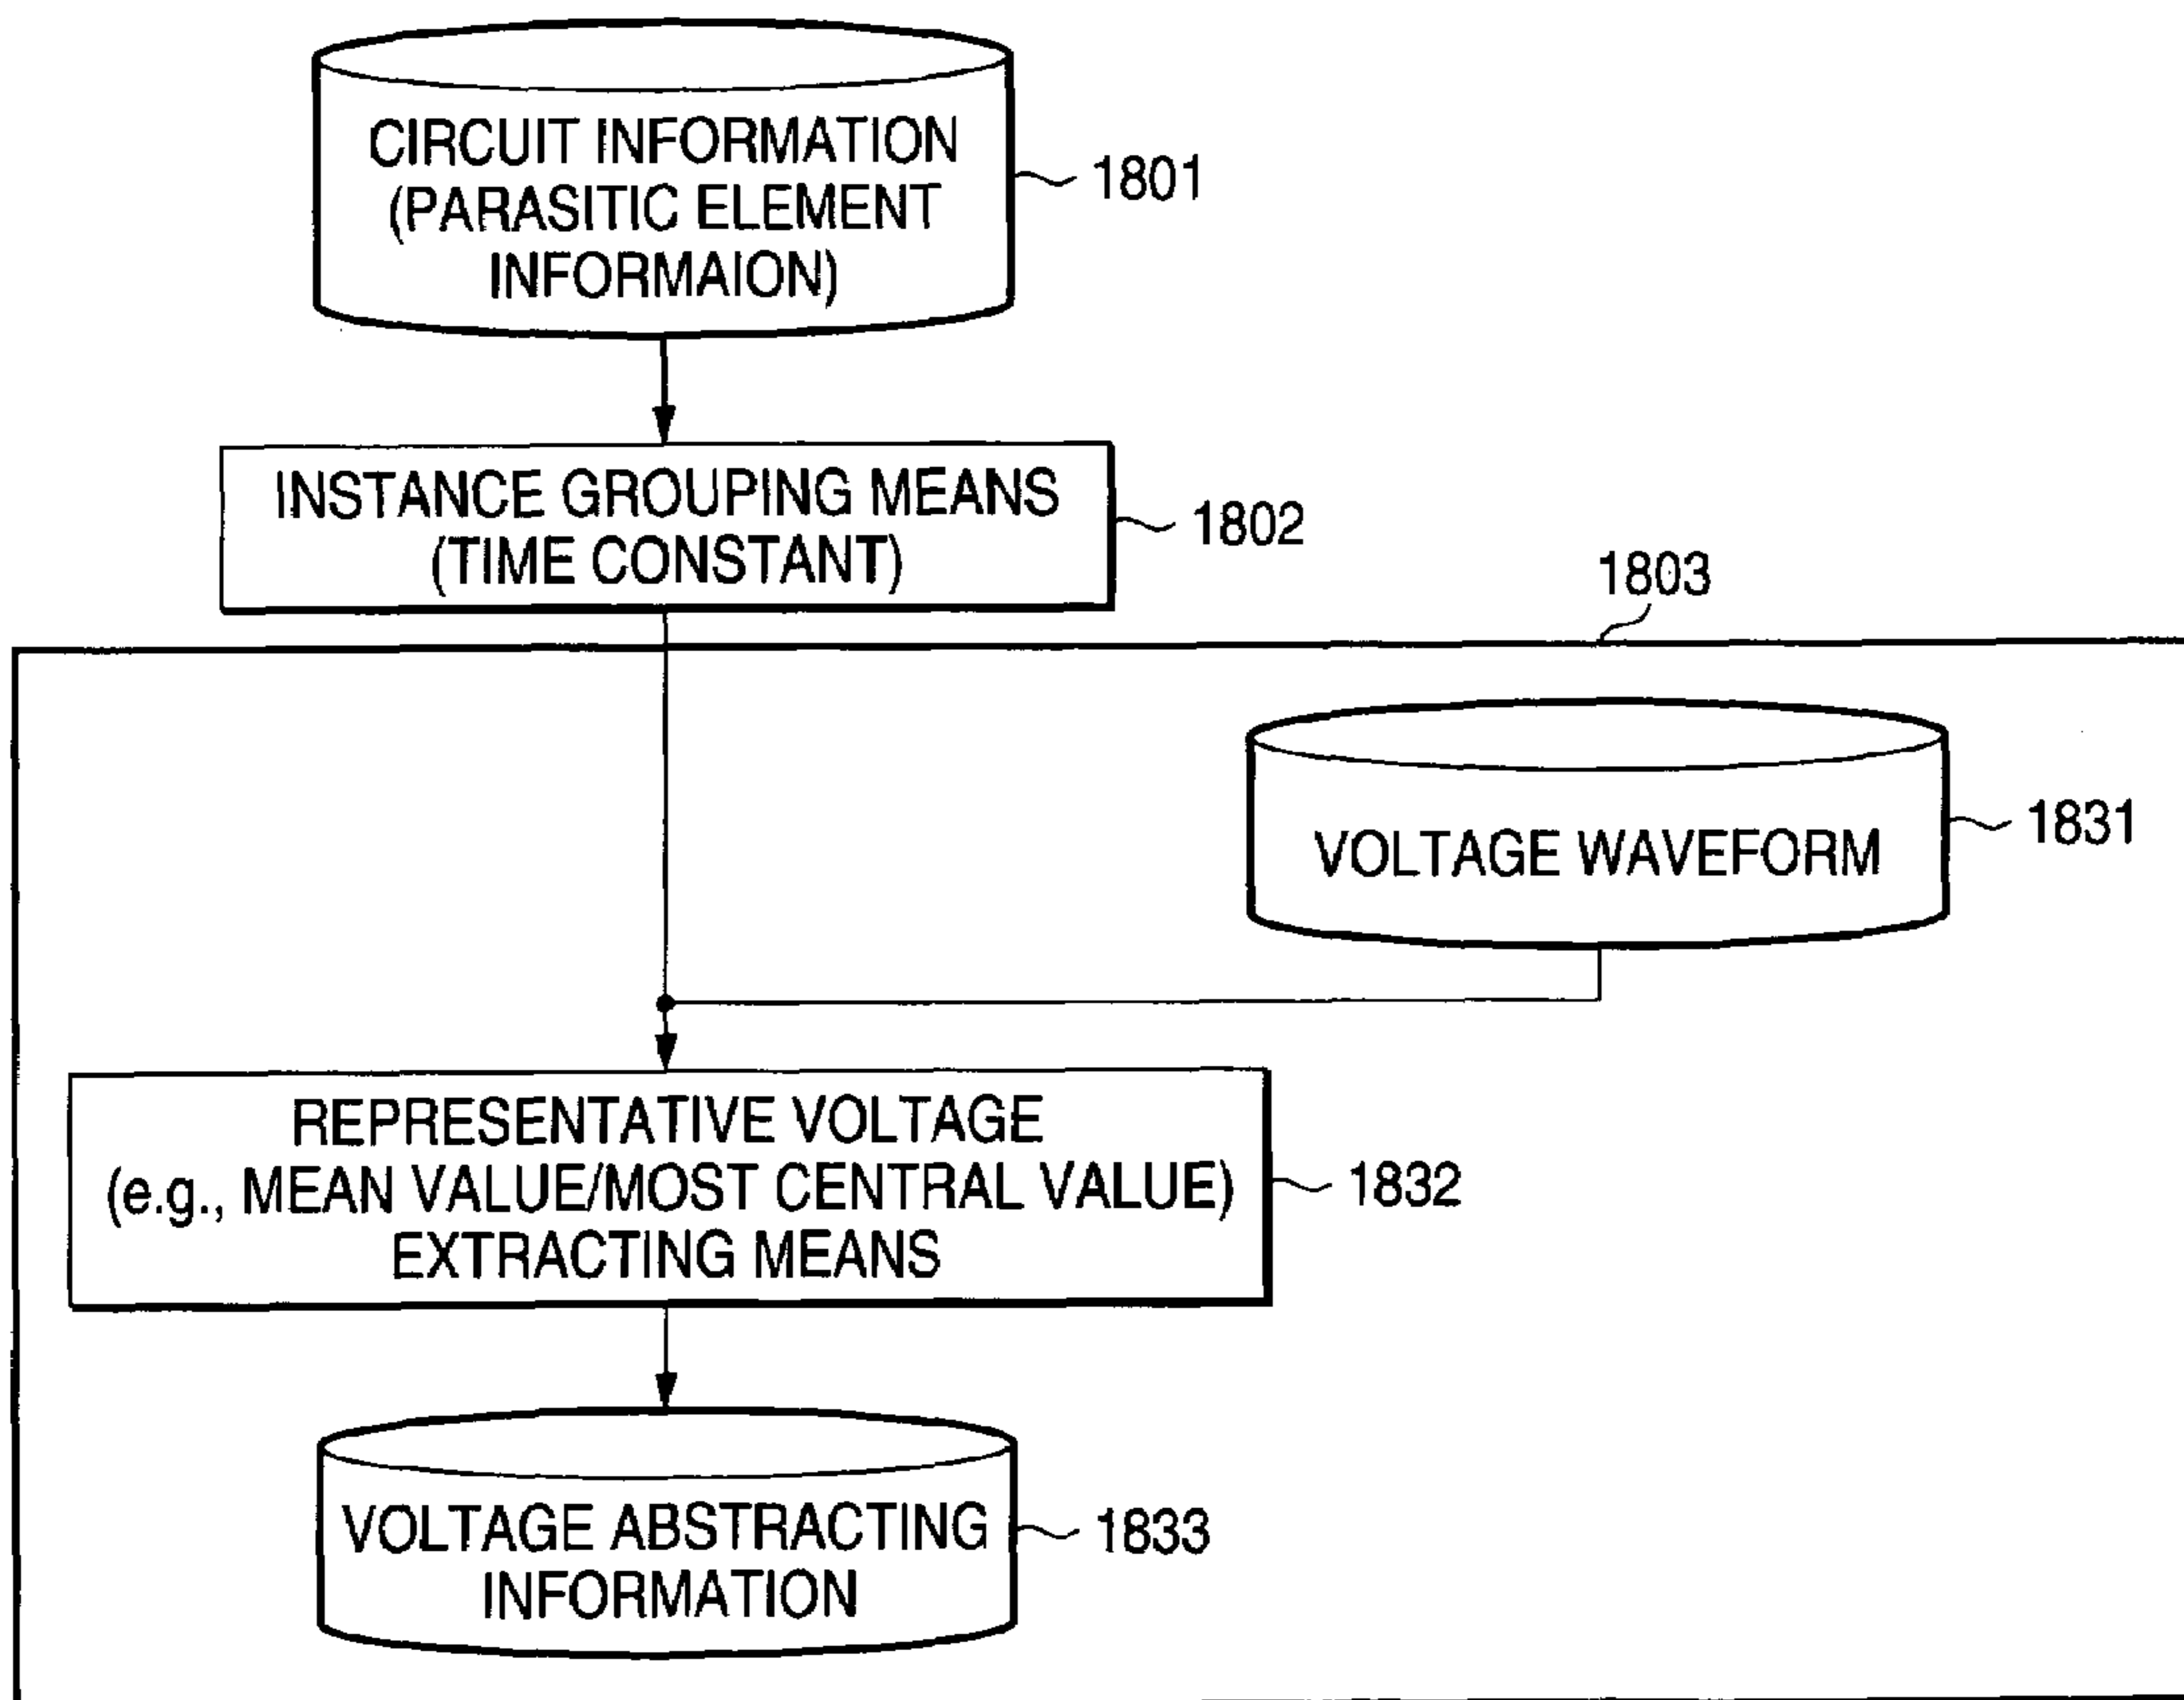 CIRCUIT INFORMATION
(PARASITIC ELEMENT
INFORMAION)
1801
INSTANCE GROUPING MEANS
(TIME CONSTANT)
1802
1803
VOLTAGE WAVEFORM
1831
REPRESENTATIVE VOLTAGE
(e.g., MEAN VALUE/MOST CENTRAL VALUE)
EXTRACTING MEANS
1832
VOLTAGE ABSTRACTING
INFORMATION
1833